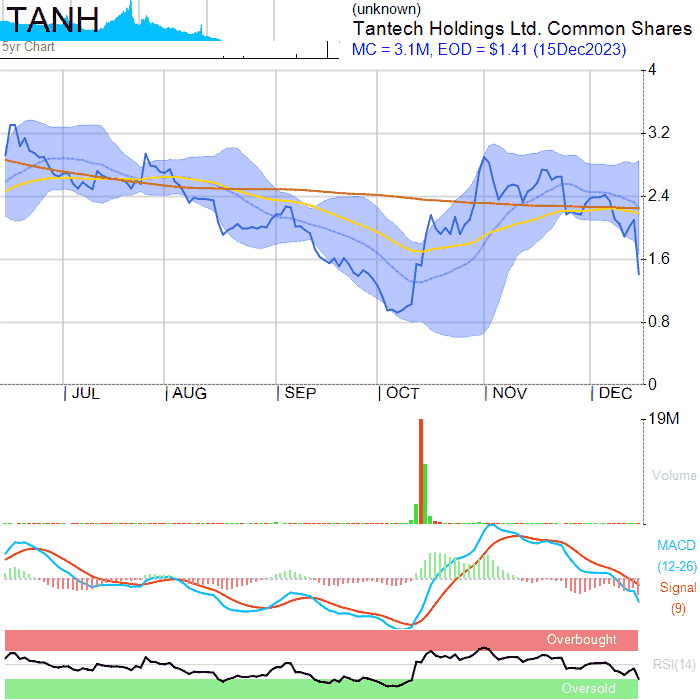 TANH
(unknown)
Tantech Holdings Ltd. Common Shares
5yr Chart
MC = 3.1M, EOD = $1.41 (15Dec2023)
4
3.2
2.4
1.6
0.8
0
JUL AUG SEP OCT NOV DEC
19M
Volume
MACD
(12-26)
Signal
(9)
Overbought
RSI(14)
Oversold